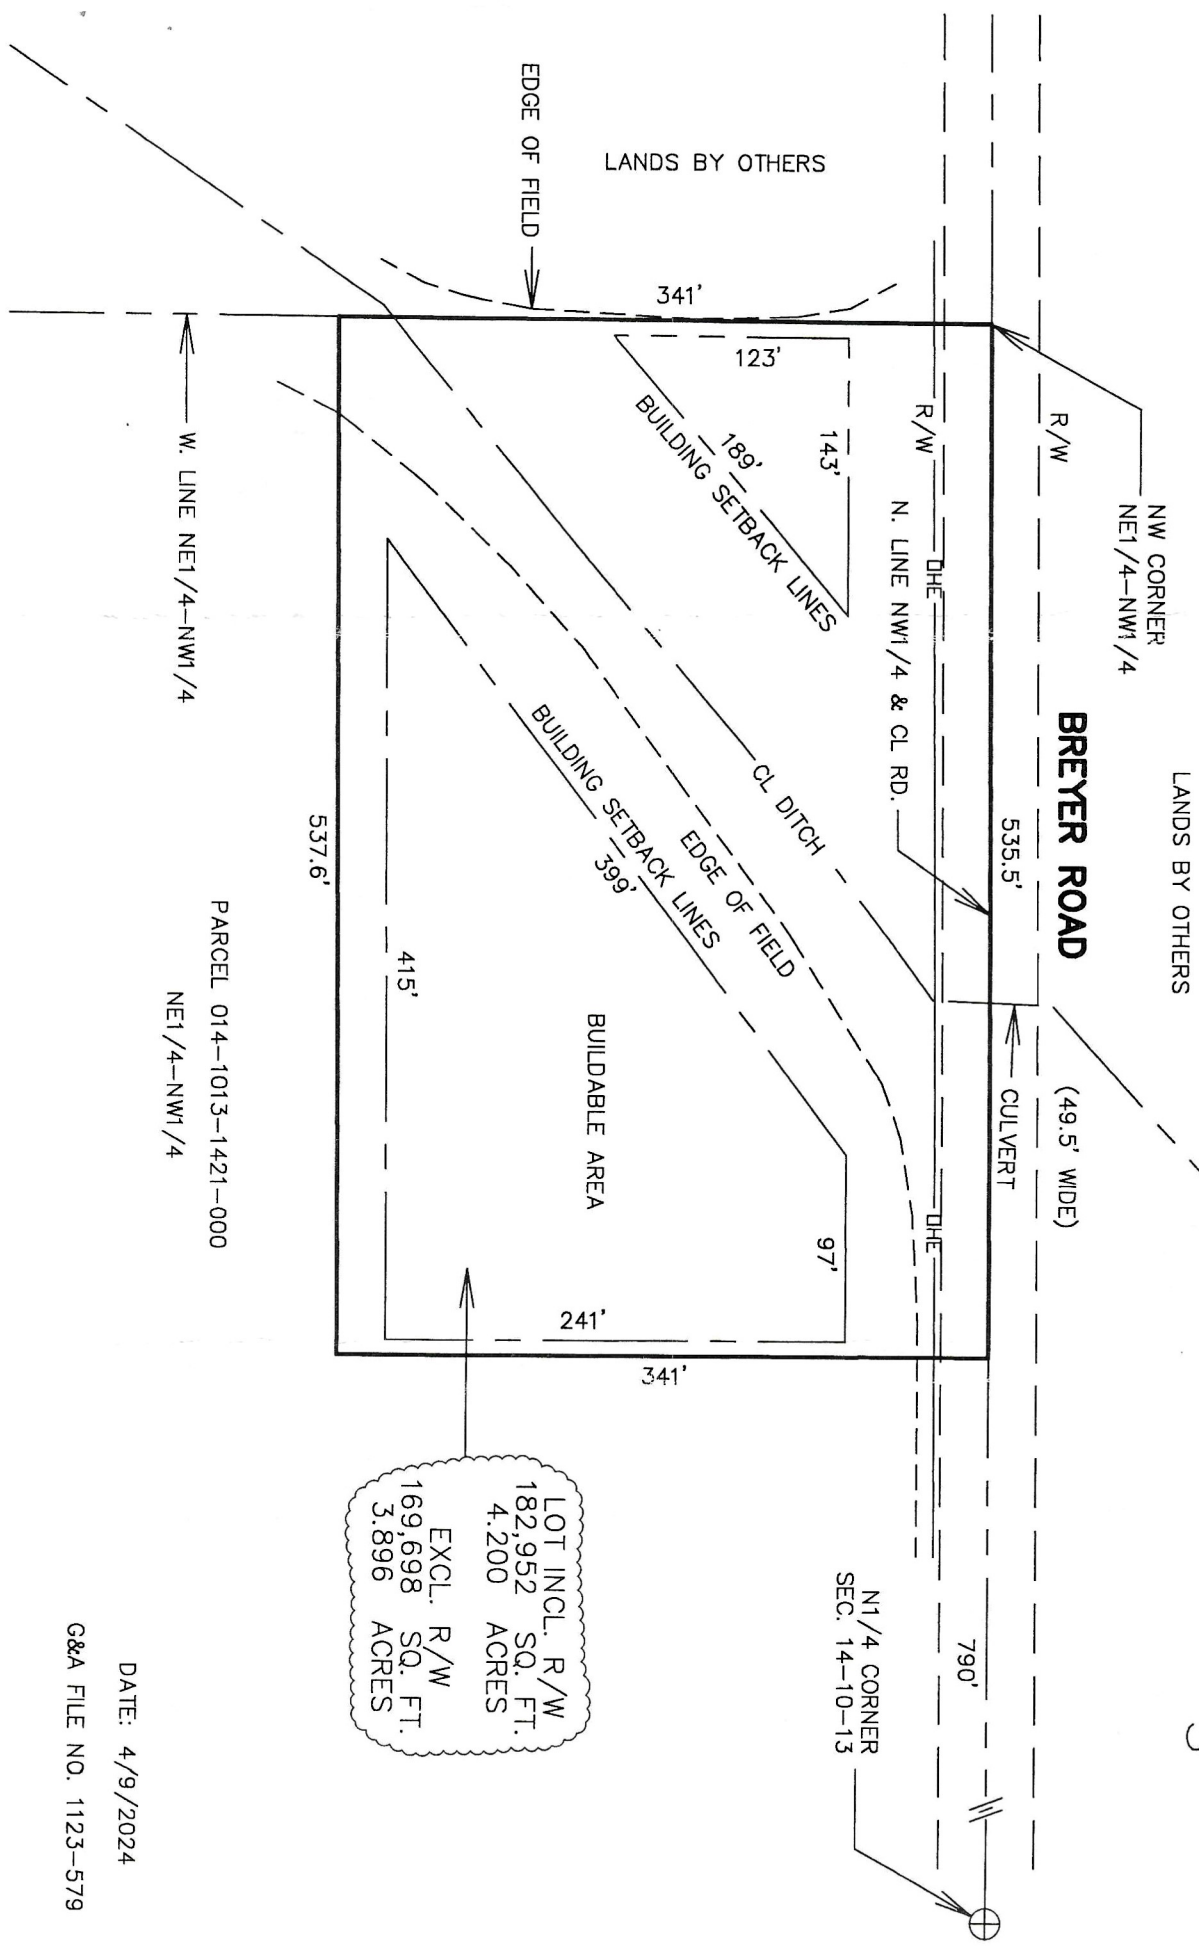 LANDS BY OTHERS
BREYER ROAD
(49.5' WIDE)
NW CORNER
NE1/4–NW1/4
R/W
R/W
N. LINE NW1/4 & CL RD.
535.5'
CULVERT
790'
N1/4 CORNER
SEC. 14–10–13
OHE
OHE
LANDS BY OTHERS
EDGE OF FIELD
341'
123'
143'
189'
BUILDING SETBACK LINES
CL DITCH
EDGE OF FIELD
BUILDING SETBACK LINES
399'
97'
BUILDABLE AREA
241'
341'
415'
537.6'
W. LINE NE1/4–NW1/4
PARCEL 014–1013–1421–000
NE1/4–NW1/4
LOT INCL. R/W
182,952 SQ. FT.
4.200 ACRES
EXCL. R/W
169,698 SQ. FT.
3.896 ACRES
DATE: 4/9/2024
G&A FILE NO. 1123–579